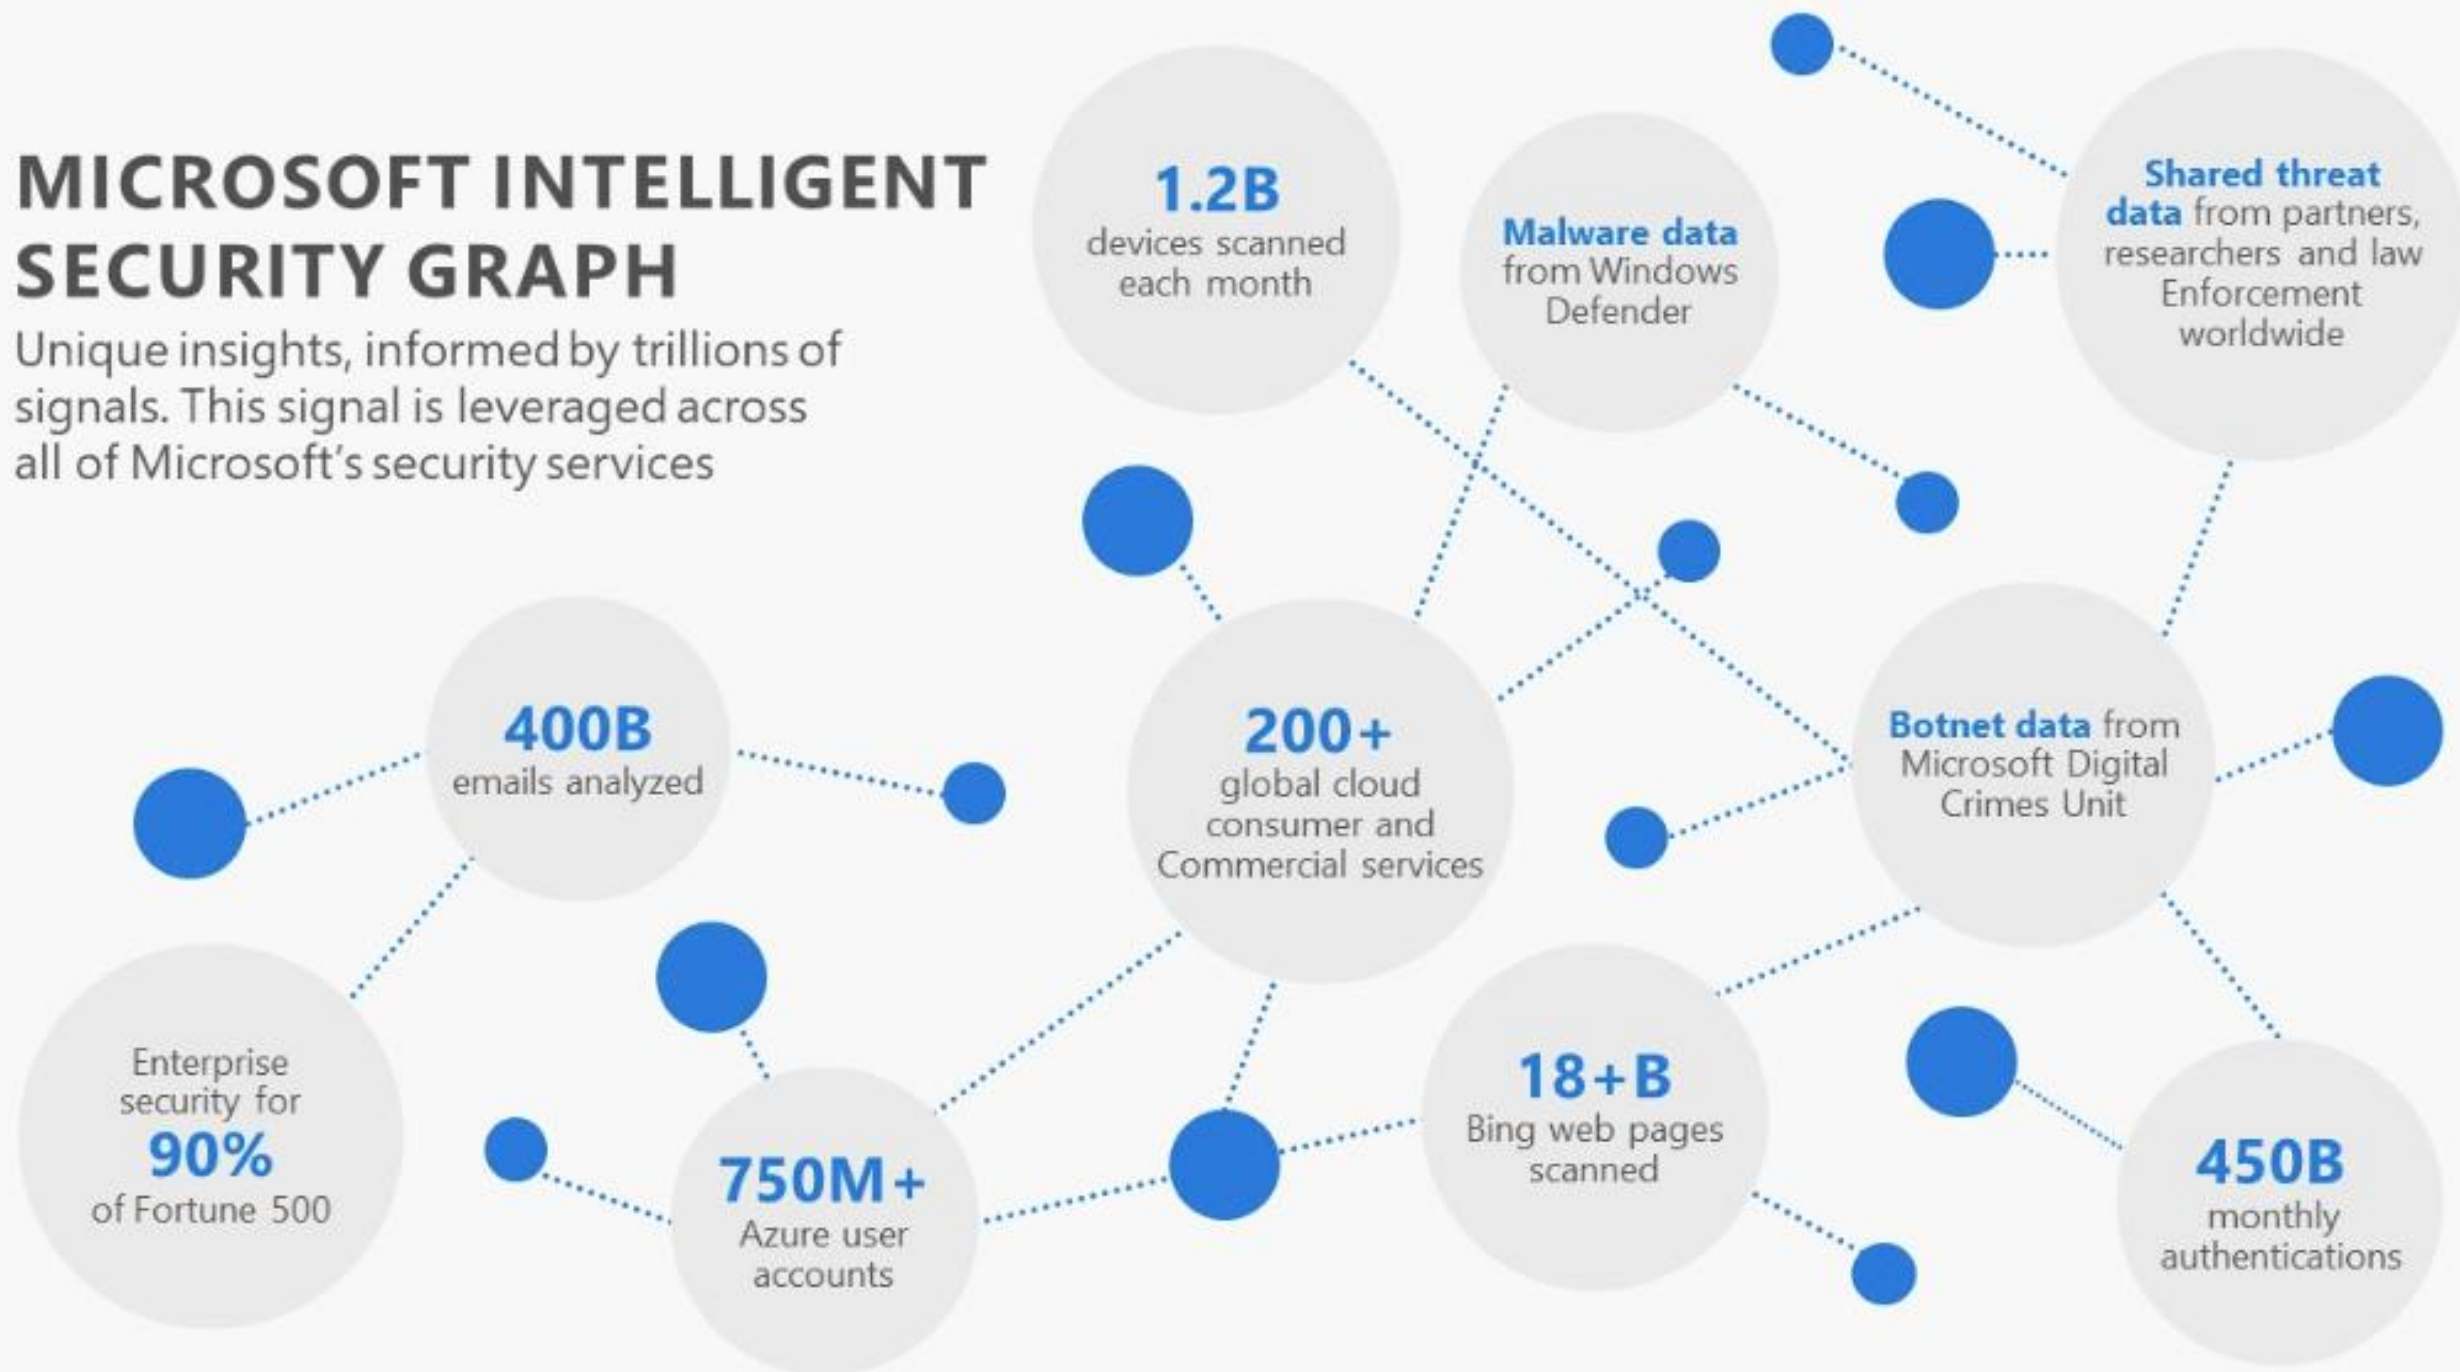 MICROSOFT INTELLIGENT
SECURITY GRAPH
Unique insights, informed by trillions of
signals. This signal is leveraged across
all of Microsoft's security services
1.2B
devices scanned
each month
Malware data
from Windows
Defender
Shared threat
data from partners,
researchers and law
Enforcement
worldwide
400B
emails analyzed
200+
global cloud
consumer and
Commercial services
Botnet data from
Microsoft Digital
Crimes Unit
Enterprise
security for
90%
of Fortune 500
750M+
Azure user
accounts
18+B
Bing web pages
scanned
450B
monthly
authentications